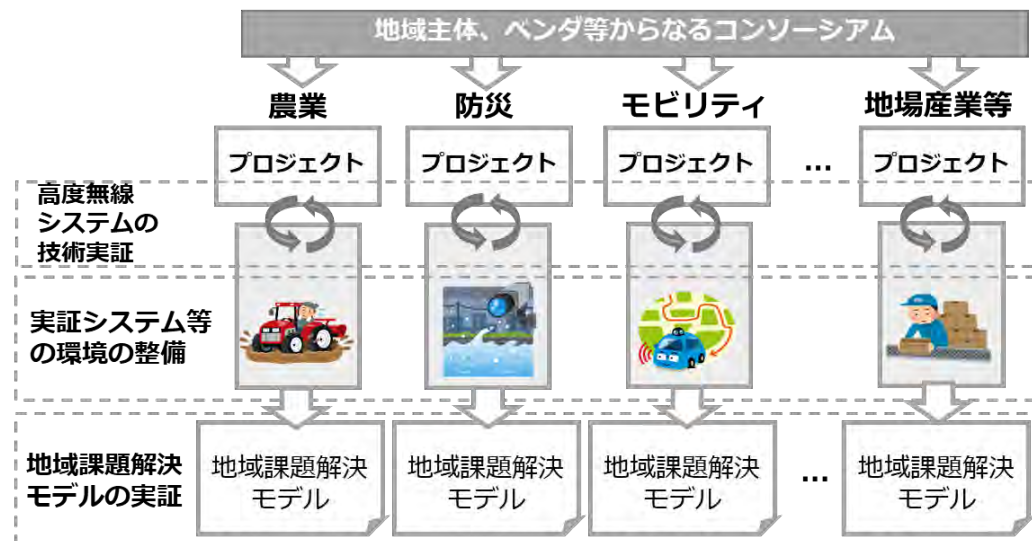 地域主体、ベンダ等からなるコンソーシアム
農業
防災
モビリティ
地場産業等
プロジェクト
プロジェクト
プロジェクト
...
プロジェクト
高度無線
システムの
技術実証
実証システム等
の環境の整備
地域課題解決
モデルの実証
地域課題解決
モデル
地域課題解決
モデル
地域課題解決
モデル
...
地域課題解決
モデル